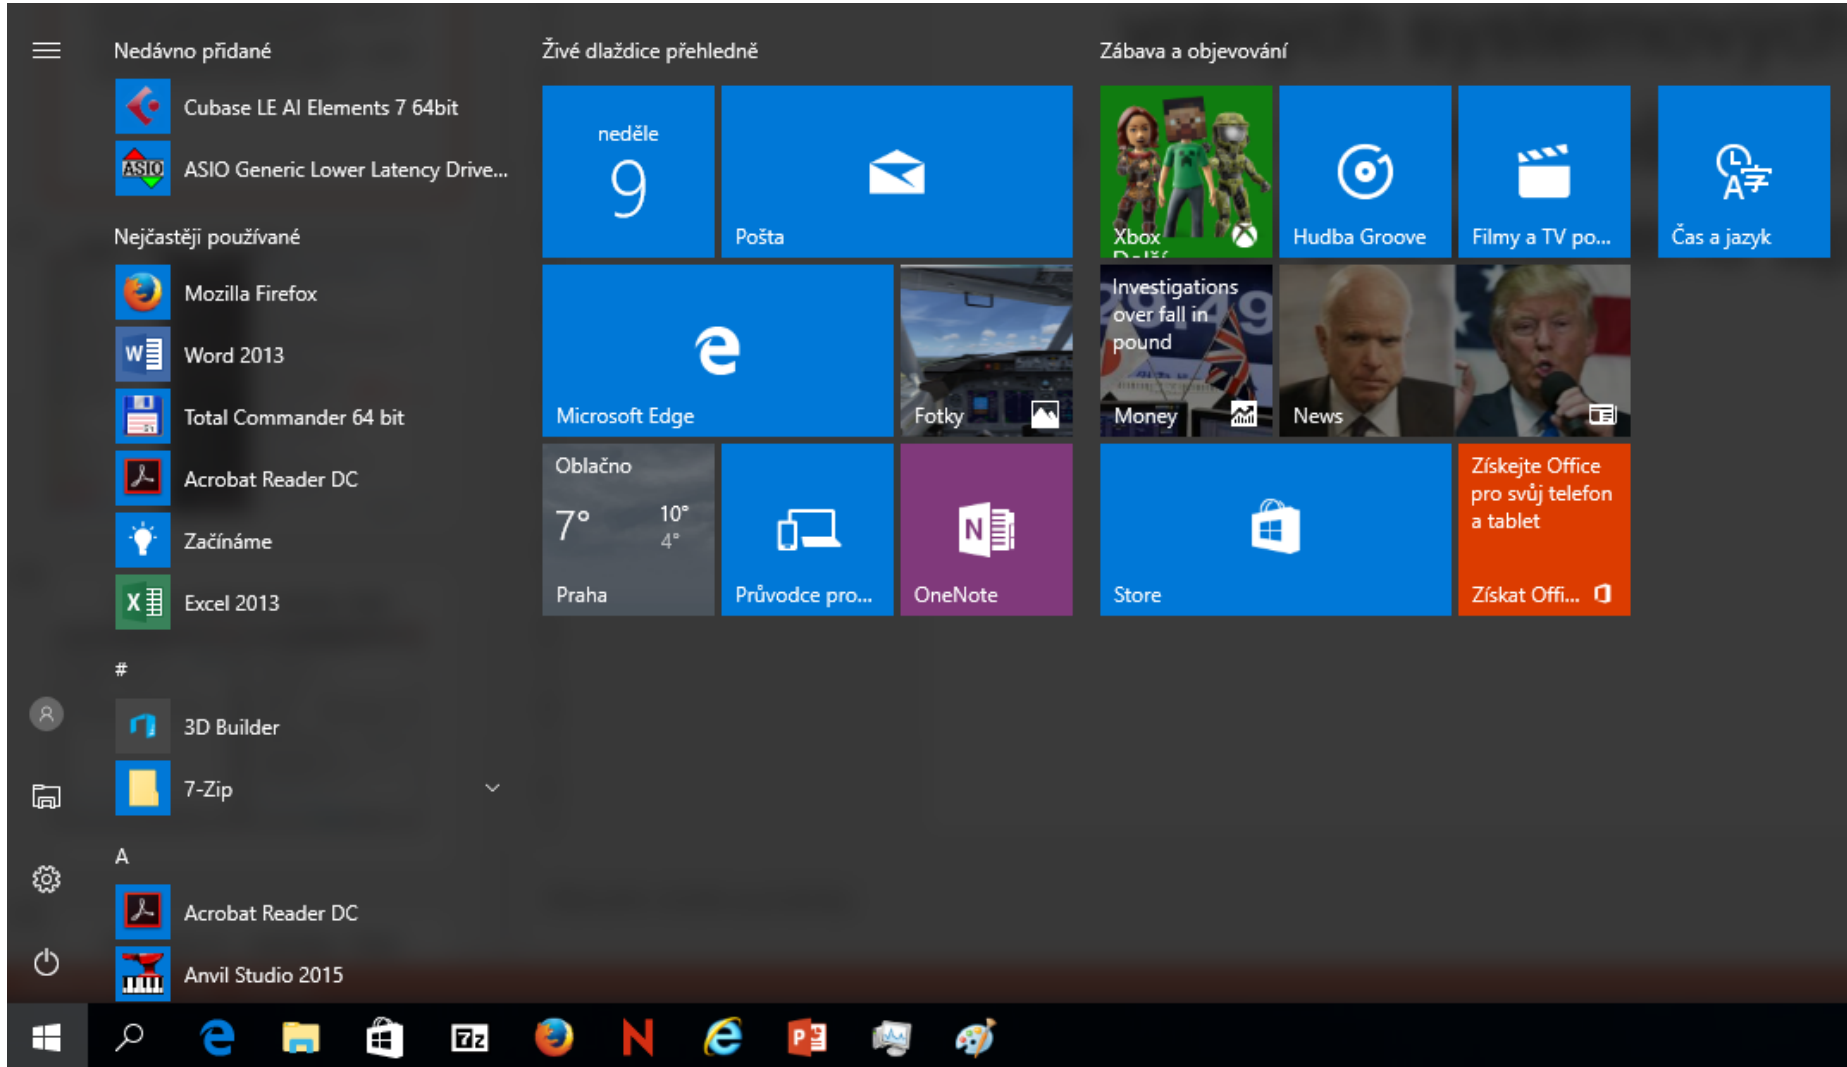 Nedávno přidané
Cubase LE AI Elements 7 64bit
ASIO
ASIO Generic Lower Latency Drive...
Nejčastěji používané
Mozilla Firefox
Word 2013
Total Commander 64 bit
Acrobat Reader DC
Začínáme
Excel 2013
#
3D Builder
7-Zip
A
Acrobat Reader DC
Anvil Studio 2015
Živé dlaždice přehledně
neděle
9
Pošta
Microsoft Edge
Fotky
Oblačno
7°
10°
4°
Praha
Průvodce pro...
OneNote
Zábava a objevování
Xbox
Další
Hudba Groove
Filmy a TV po...
Čas a jazyk
Investigations
over fall in
pound
Money
News
Store
Získejte Office
pro svůj telefon
a tablet
Získat Offi...
7z